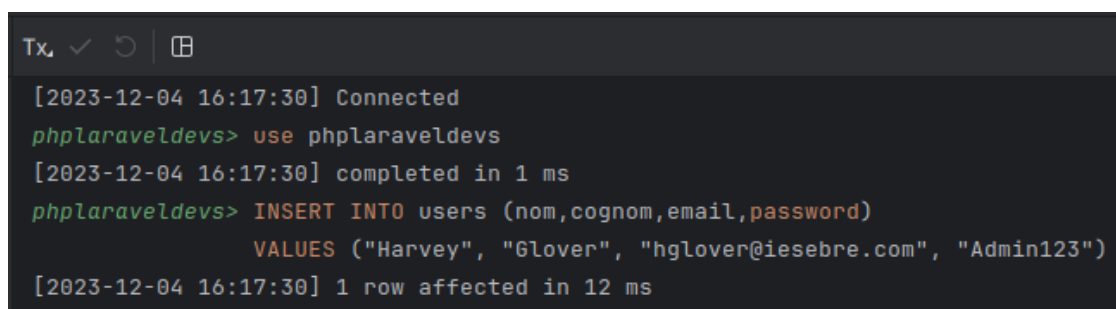 Tx
[2023-12-04 16:17:30] Connected
phplaraveldevs> use phplaraveldevs
[2023-12-04 16:17:30] completed in 1 ms
phplaraveldevs> INSERT INTO users (nom,cognom,email,password)
VALUES ("Harvey", "Glover", "hglover@iesebre.com", "Admin123")
[2023-12-04 16:17:30] 1 row affected in 12 ms